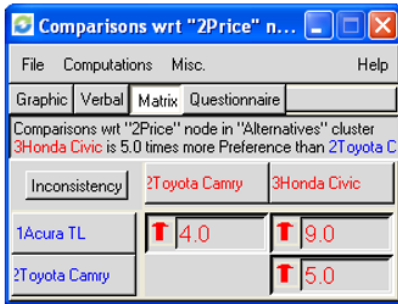 Comparisons wrt "2Price" n...
File Computations Misc. Help
Graphic Verbal Matrix Questionnaire
Comparisons wrt "2Price" node in "Alternatives" cluster
3Honda Civic is 5.0 times more Preference than 2Toyota C
Inconsistency 2Toyota Camry 3Honda Civic
1Acura TL 4.0 9.0
2Toyota Camry 5.0